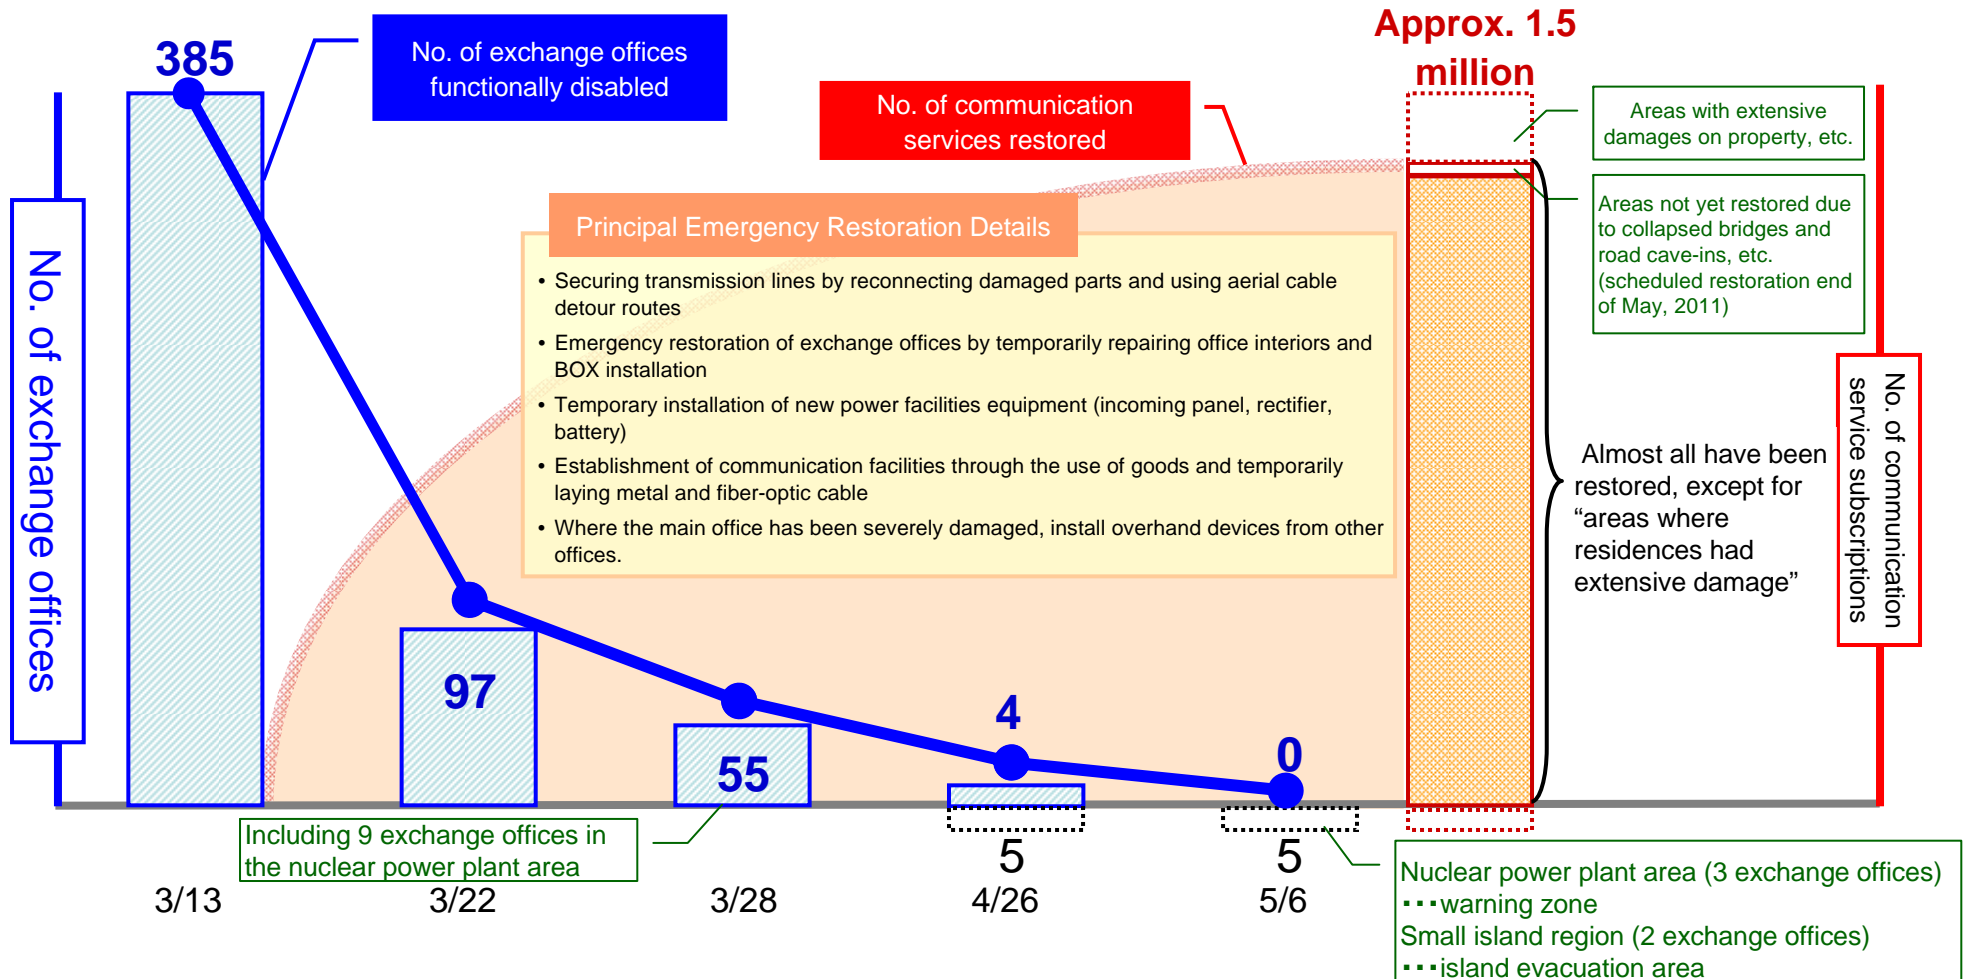 Approx. 1.5
million
385
No. of exchange offices
functionally disabled
No. of communication
services restored
Areas with extensive
damages on property, etc.
Areas not yet restored due
to collapsed bridges and
road cave-ins, etc.
(scheduled restoration end
of May, 2011)
No. of exchange offices
Principal Emergency Restoration Details
• Securing transmission lines by reconnecting damaged parts and using aerial cable
detour routes
• Emergency restoration of exchange offices by temporarily repairing office interiors and
BOX installation
• Temporary installation of new power facilities equipment (incoming panel, rectifier,
battery)
• Establishment of communication facilities through the use of goods and temporarily
laying metal and fiber-optic cable
• Where the main office has been severely damaged, install overhand devices from other
offices.
No. of communication
service subscriptions
Almost all have been
restored, except for
“areas where
residences had
extensive damage”
97
55
4
0
Including 9 exchange offices in
the nuclear power plant area
5
5
3/13
3/22
3/28
4/26
5/6
Nuclear power plant area (3 exchange offices)
･･･warning zone
Small island region (2 exchange offices)
･･･island evacuation area